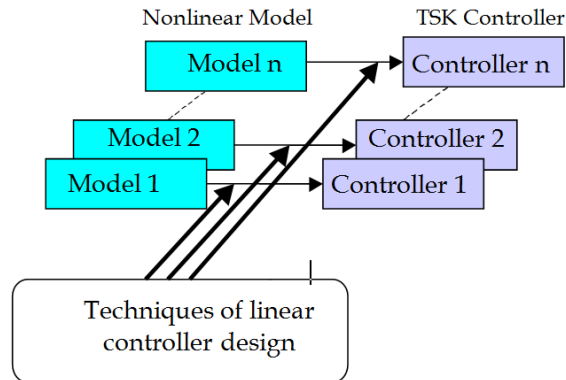 Nonlinear Model TSK Controller
Model n Controller n
Model 2 Controller 2
Model 1 Controller 1
Techniques of linear
controller design